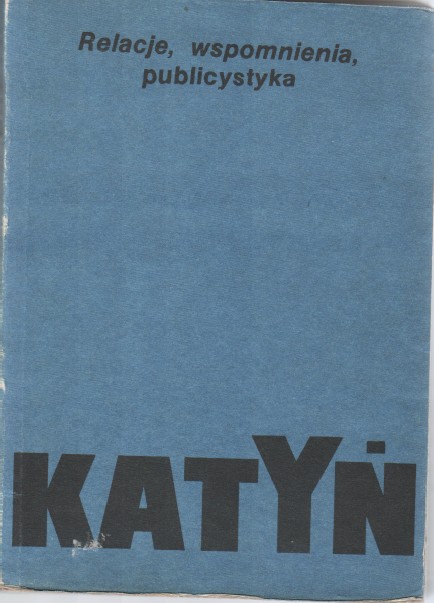 Relacje, wspomnienia,
publicystyka
KATYŃ